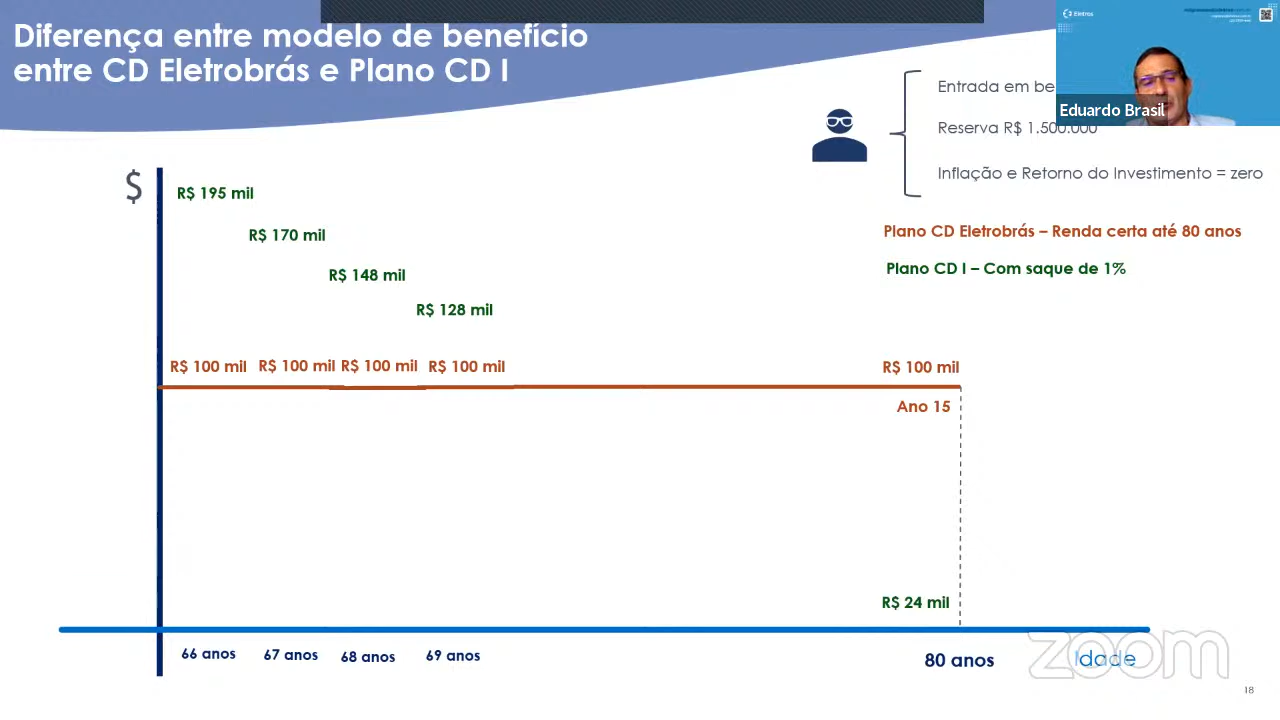 Diferença entre modelo de benefício
entre CD Eletrobrás e Plano CD I
Eletros
Eduardo Brasil
Entrada em be
Reserva R$ 1.500.000
Inflação e Retorno do Investimento = zero
Plano CD Eletrobrás – Renda certa até 80 anos
Plano CD I – Com saque de 1%
$
R$ 195 mil
R$ 170 mil
R$ 148 mil
R$ 128 mil
R$ 100 mil R$ 100 mil R$ 100 mil R$ 100 mil R$ 100 mil
Ano 15
R$ 24 mil
66 anos 67 anos 68 anos 69 anos 80 anos Idade
zoom
18